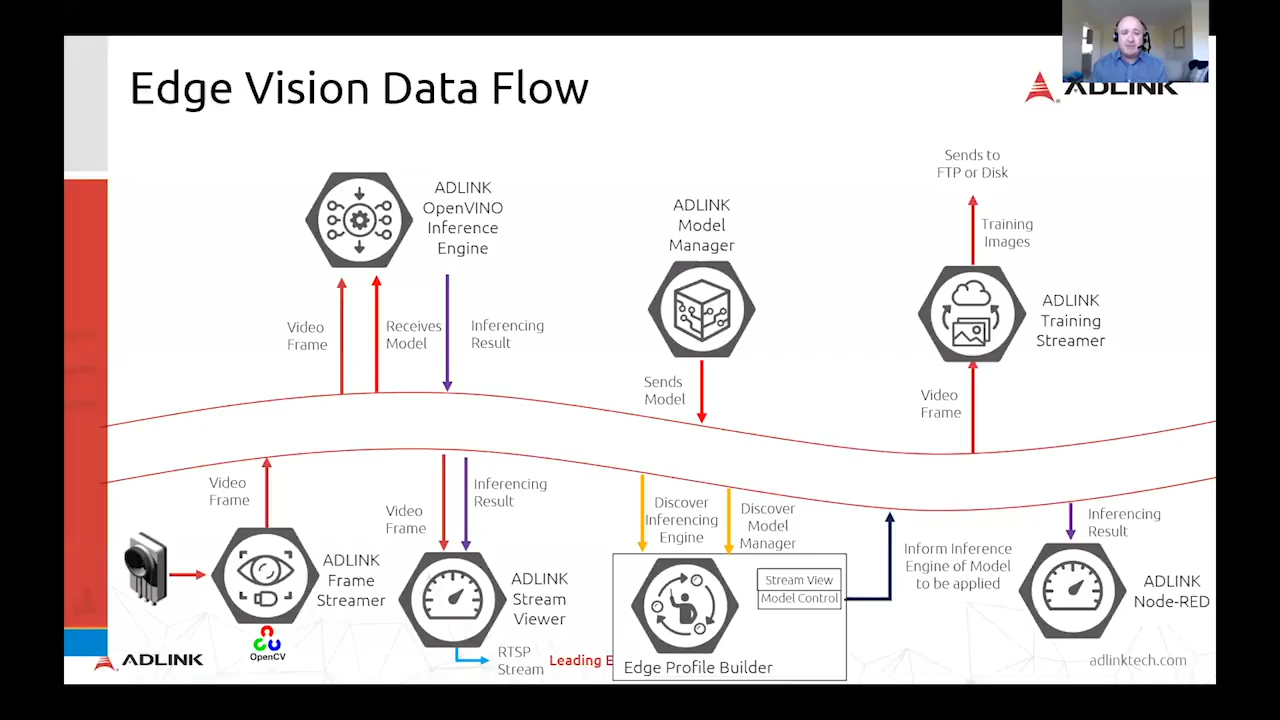 Edge Vision Data Flow
ADLINK
Sends to
FTP or Disk
ADLINK
OpenVINO
Inference
Engine
ADLINK
Model
Manager
Training
Images
ADLINK
Training
Streamer
Video
Frame
Receives
Model
Inferencing
Result
Sends
Model
Video
Frame
Video
Frame
Video
Frame
Inferencing
Result
Discover
Inferencing
Engine
Discover
Model
Manager
Inform Inference
Engine of Model
to be applied
Inferencing
Result
ADLINK
Frame
Streamer
OpenCV
ADLINK
Stream
Viewer
Stream View
Model Control
ADLINK
Node-RED
ADLINK
RTSP
Stream
Leading E
Edge Profile Builder
adlinktech.com